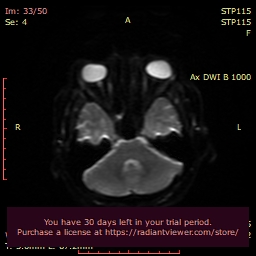 Im: 33/50
Se: 4
A
STP115
STP115
F
Ax DWI B 1000
R
L
You have 30 days left in your trial period.
Purchase a license at https://radiantviewer.com/store/